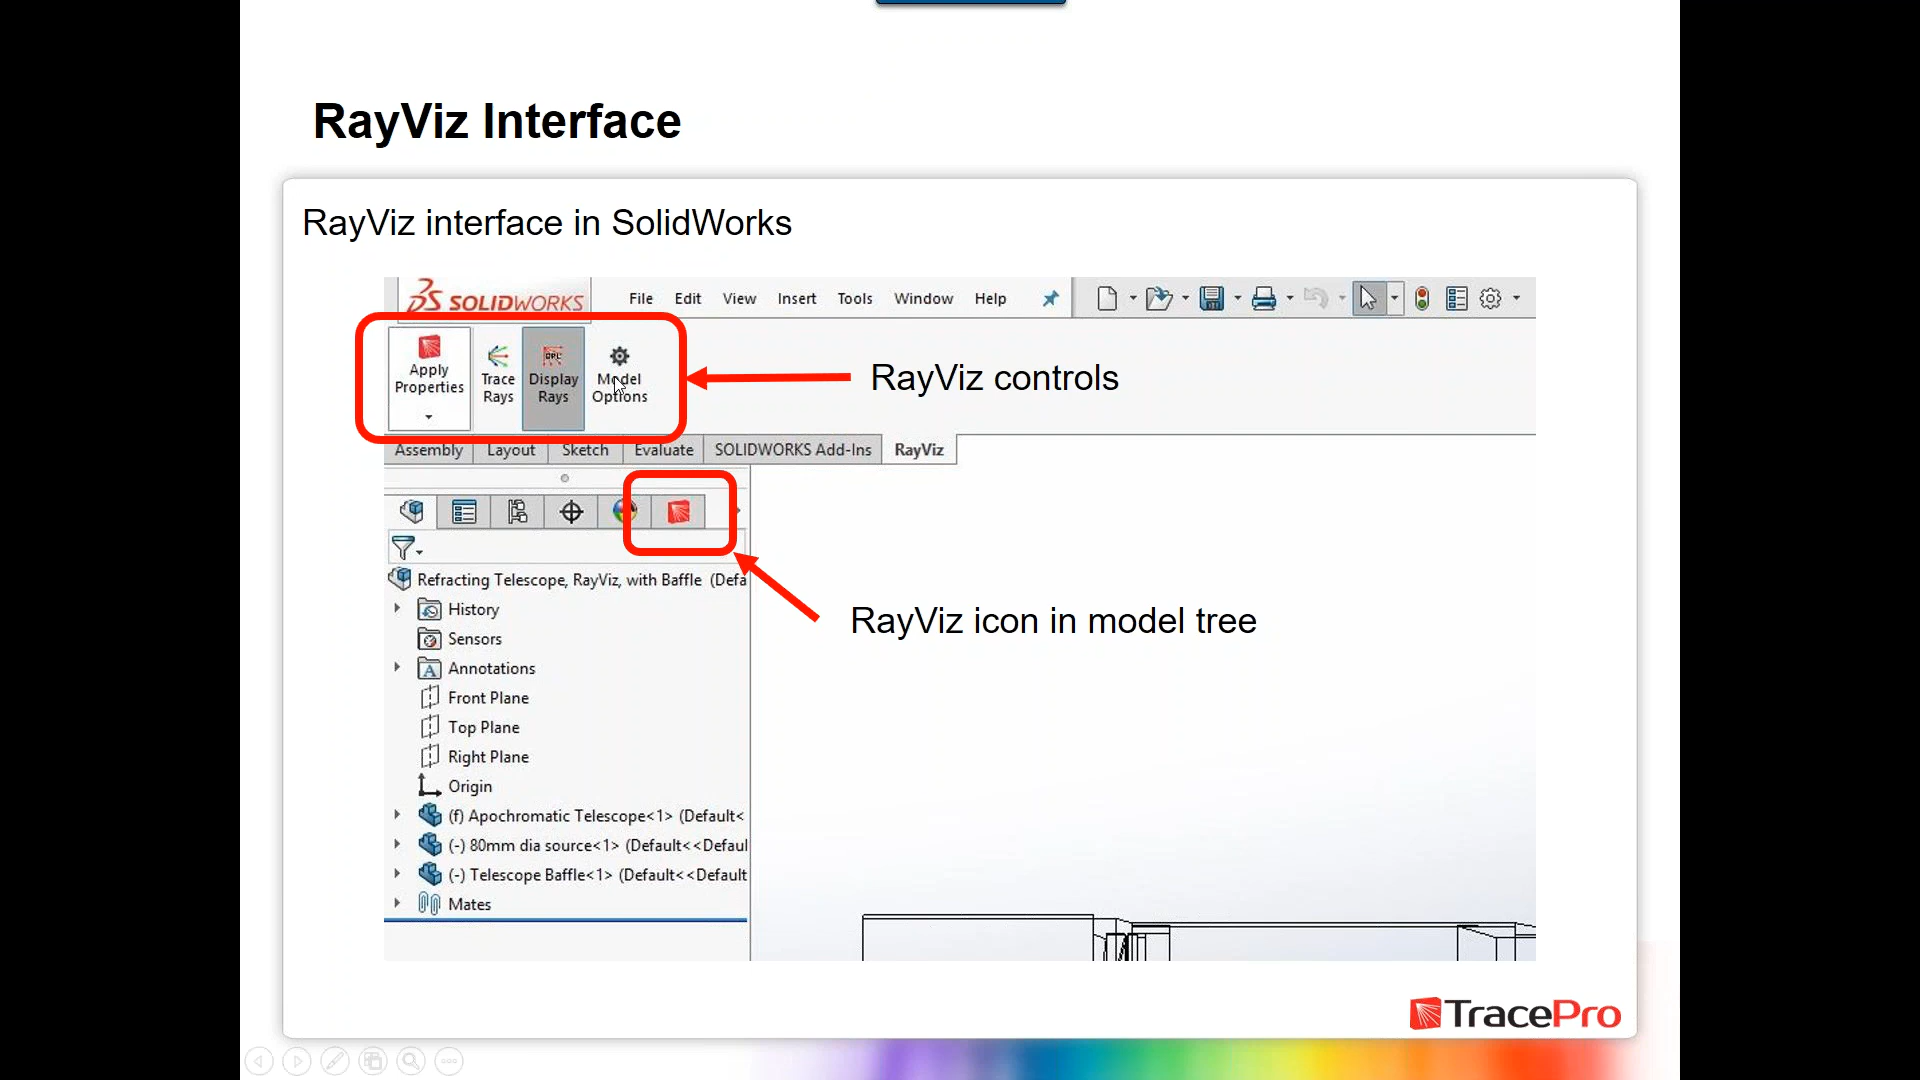 RayViz Interface
RayViz interface in SolidWorks
SOLIDWORKS File Edit View Insert Tools Window Help
Apply Properties
Trace Rays
OPL
Display Rays
Model Options
RayViz controls
Assembly Layout Sketch Evaluate SOLIDWORKS Add-Ins RayViz
Refracting Telescope, RayViz, with Baffle (Defa
History
Sensors
A Annotations
Front Plane
Top Plane
Right Plane
Origin
(f) Apochromatic Telescope<1> (Default<
(-) 80mm dia source<1> (Default<<Defaul
(-) Telescope Baffle<1> (Default<<Default
Mates
RayViz icon in model tree
TracePro